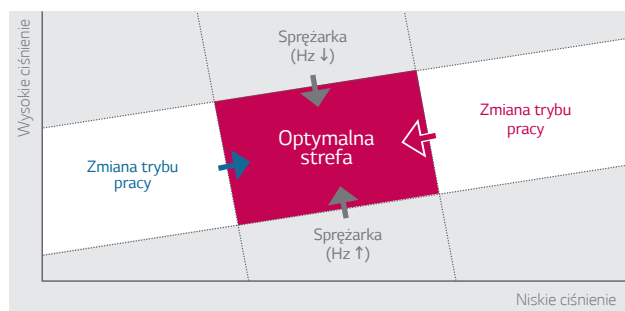 Wysokie ciśnienie
Sprężarka
(Hz ↓)
Optymalna
strefa
Zmiana trybu
pracy
Zmiana trybu
pracy
Sprężarka
(Hz ↑)
Niskie ciśnienie